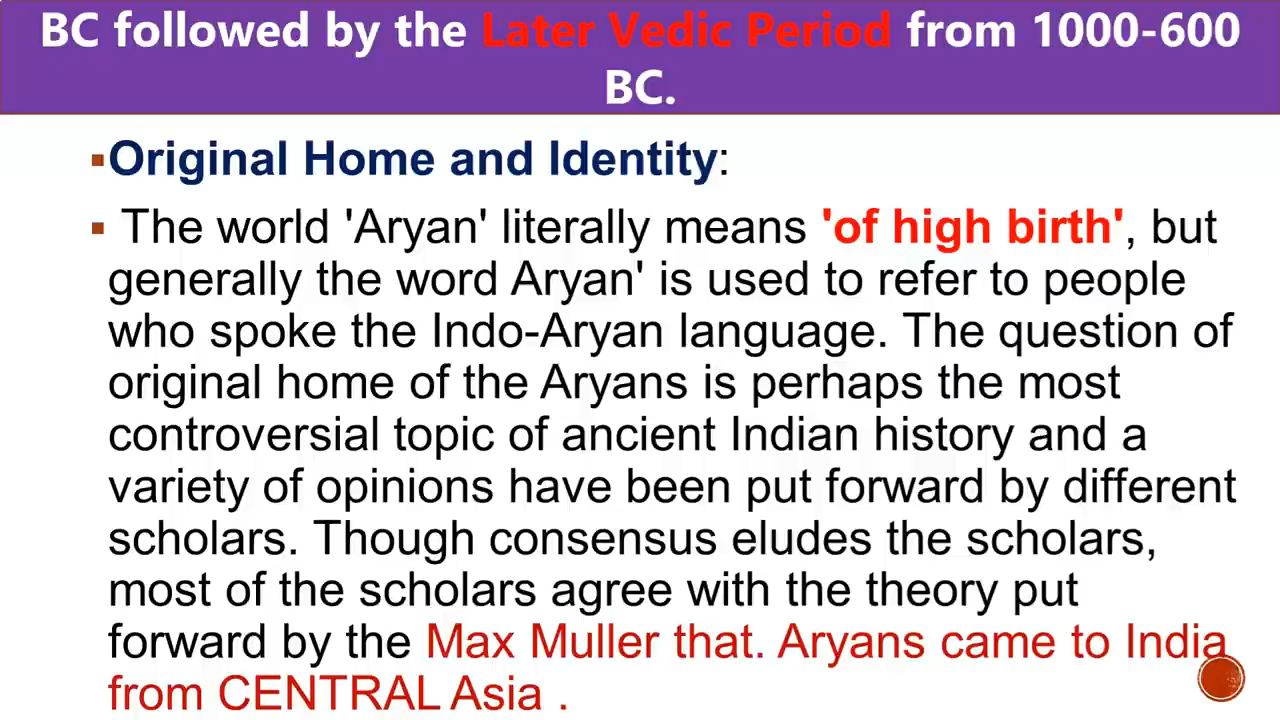 BC followed by the Later Vedic Period from 1000-600
BC.
▪Original Home and Identity:
▪ The world 'Aryan' literally means 'of high birth', but
generally the word Aryan' is used to refer to people
who spoke the Indo-Aryan language. The question of
original home of the Aryans is perhaps the most
controversial topic of ancient Indian history and a
variety of opinions have been put forward by different
scholars. Though consensus eludes the scholars,
most of the scholars agree with the theory put
forward by the Max Muller that. Aryans came to India
from CENTRAL Asia .